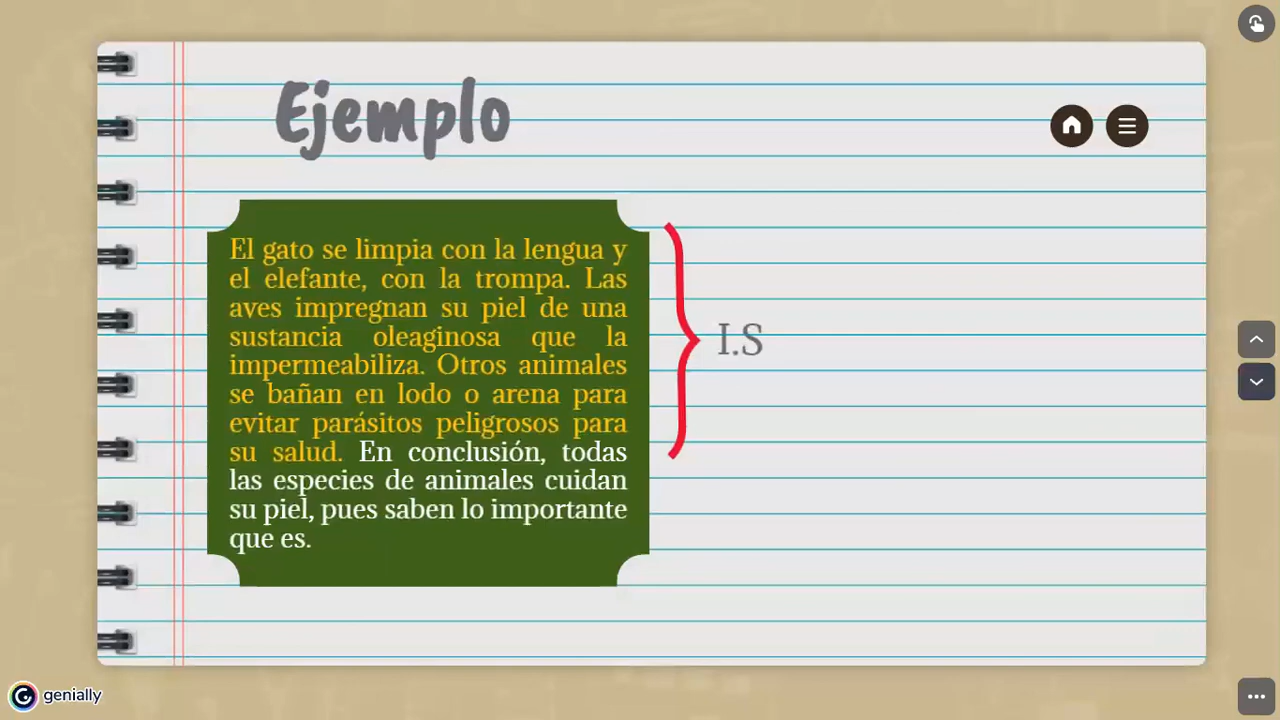 Ejemplo
El gato se limpia con la lengua y
el elefante, con la trompa. Las
aves impregnan su piel de una
sustancia oleaginosa que la
impermeabiliza. Otros animales
se bañan en lodo o arena para
evitar parásitos peligrosos para
su salud. En conclusión, todas
las especies de animales cuidan
su piel, pues saben lo importante
que es.
I.S
genially